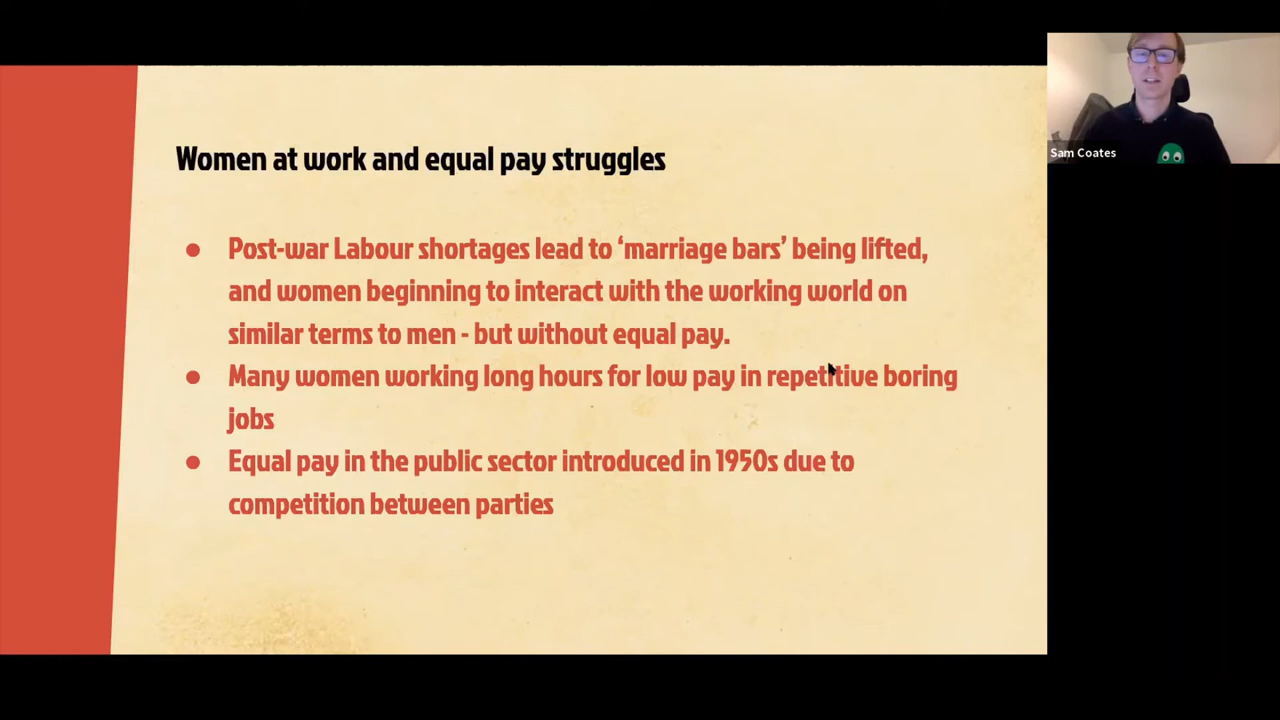 Women at work and equal pay struggles
● Post-war Labour shortages lead to ‘marriage bars’ being lifted,
and women beginning to interact with the working world on
similar terms to men - but without equal pay.
● Many women working long hours for low pay in repetitive boring
jobs
● Equal pay in the public sector introduced in 1950s due to
competition between parties
Sam Coates